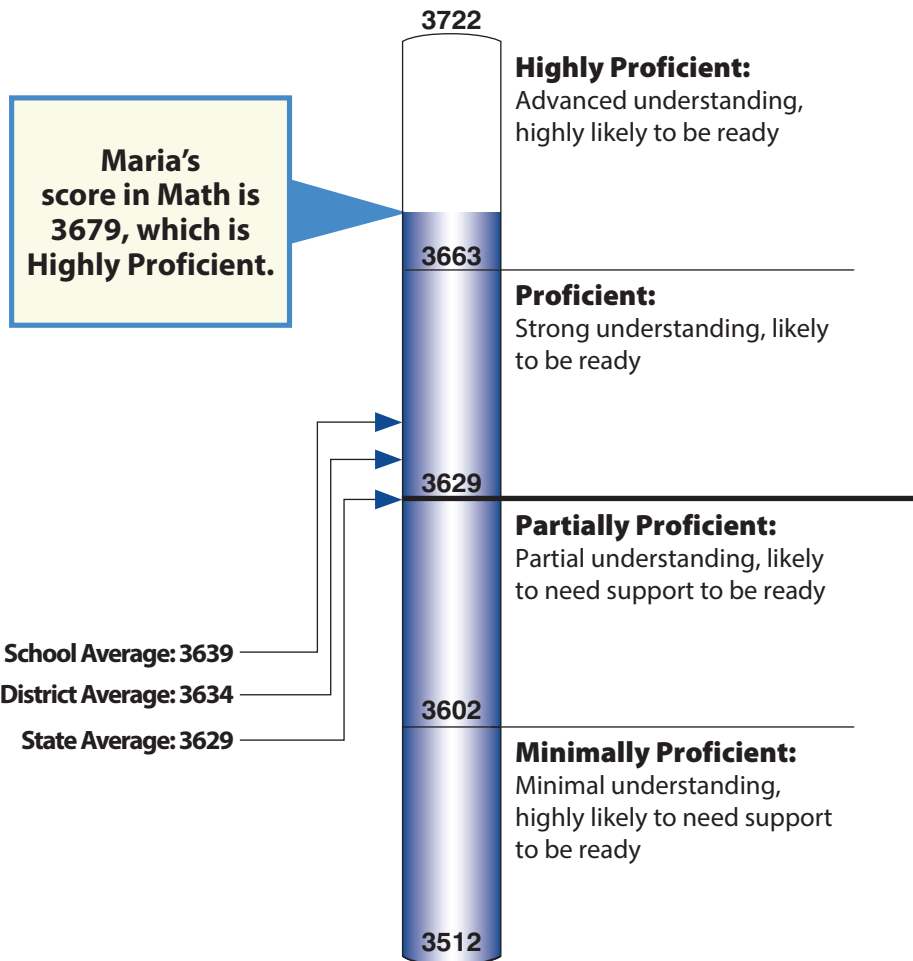 3722
Highly Proficient:
Advanced understanding,
highly likely to be ready
Maria’s
score in Math is
3679, which is
Highly Proficient.
3663
Proficient:
Strong understanding, likely
to be ready
3629
Partially Proficient:
Partial understanding, likely
to need support to be ready
School Average: 3639
District Average: 3634
State Average: 3629
3602
Minimally Proficient:
Minimal understanding,
highly likely to need support
to be ready
3512